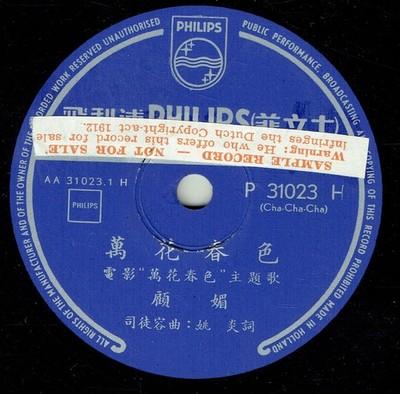 PHILIPS
ALL RIGHTS OF THE MANUFACTURER AND OF THE OWNER OF THE RECORDED WORK RESERVED UNAUTHORISED
PUBLIC PERFORMANCE, BROADCASTING AND COPYING OF THIS RECORD PROHIBITED MADE IN HOLLAND
飛利浦 PHILIPS
SAMPLE RECORD — NOT FOR SALE
Warning: He who offers this record for sale
infringes the Dutch Copyright-act 1912.
AA 31023.1 H
P 31023 H
(Cha-Cha-Cha)
PHILIPS
萬花春色
電影"萬花春色"主題歌
顧媚
司徒容曲:姚炎詞